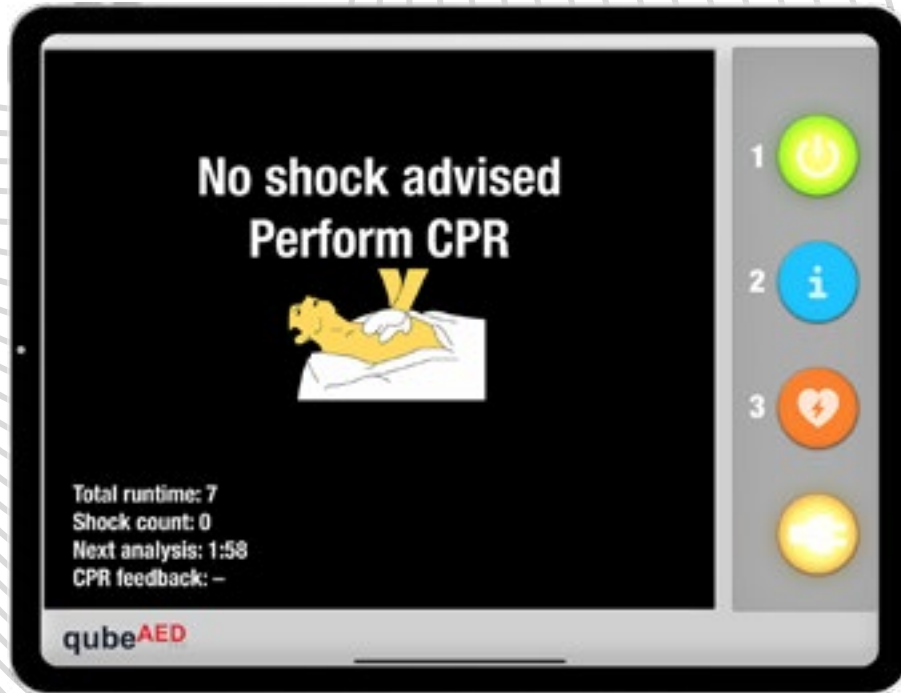 No shock advised
Perform CPR
Total runtime: 7
Shock count: 0
Next analysis: 1:58
CPR feedback: –
1
i
2
3
qubeAED